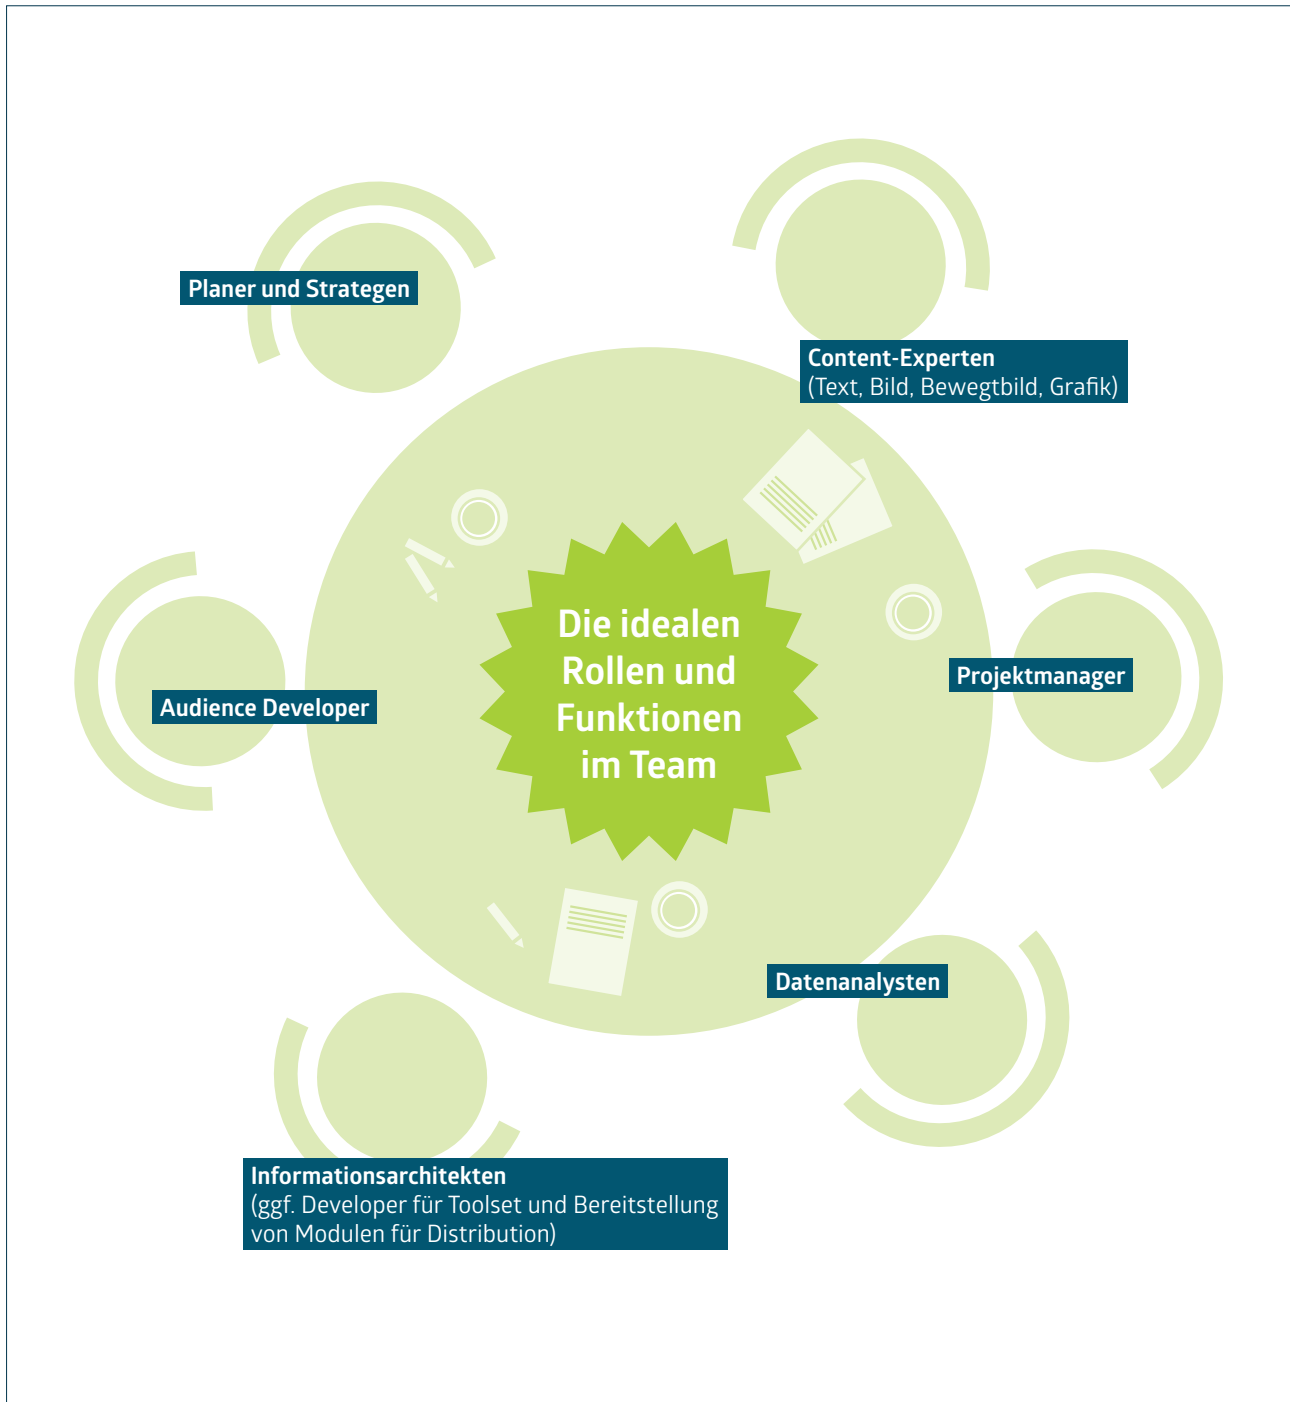 Planer und Strategen
Content-Experten
(Text, Bild, Bewegtbild, Grafik)
Die idealen
Rollen und
Funktionen
im Team
Projektmanager
Audience Developer
Datenanalysten
Informationsarchitekten
(ggf. Developer für Toolset und Bereitstellung
von Modulen für Distribution)